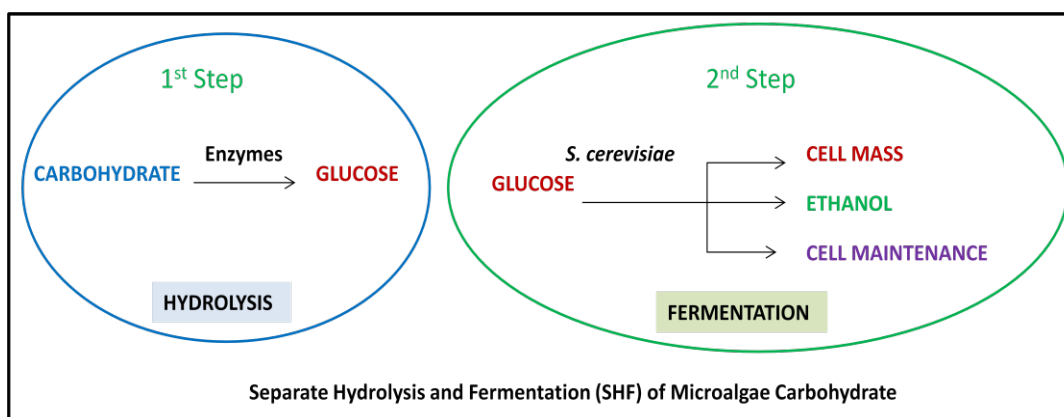 1st Step
Enzymes
CARBOHYDRATE
GLUCOSE
HYDROLYSIS
2nd Step
S. cerevisiae
GLUCOSE
CELL MASS
ETHANOL
CELL MAINTENANCE
FERMENTATION
Separate Hydrolysis and Fermentation (SHF) of Microalgae Carbohydrate